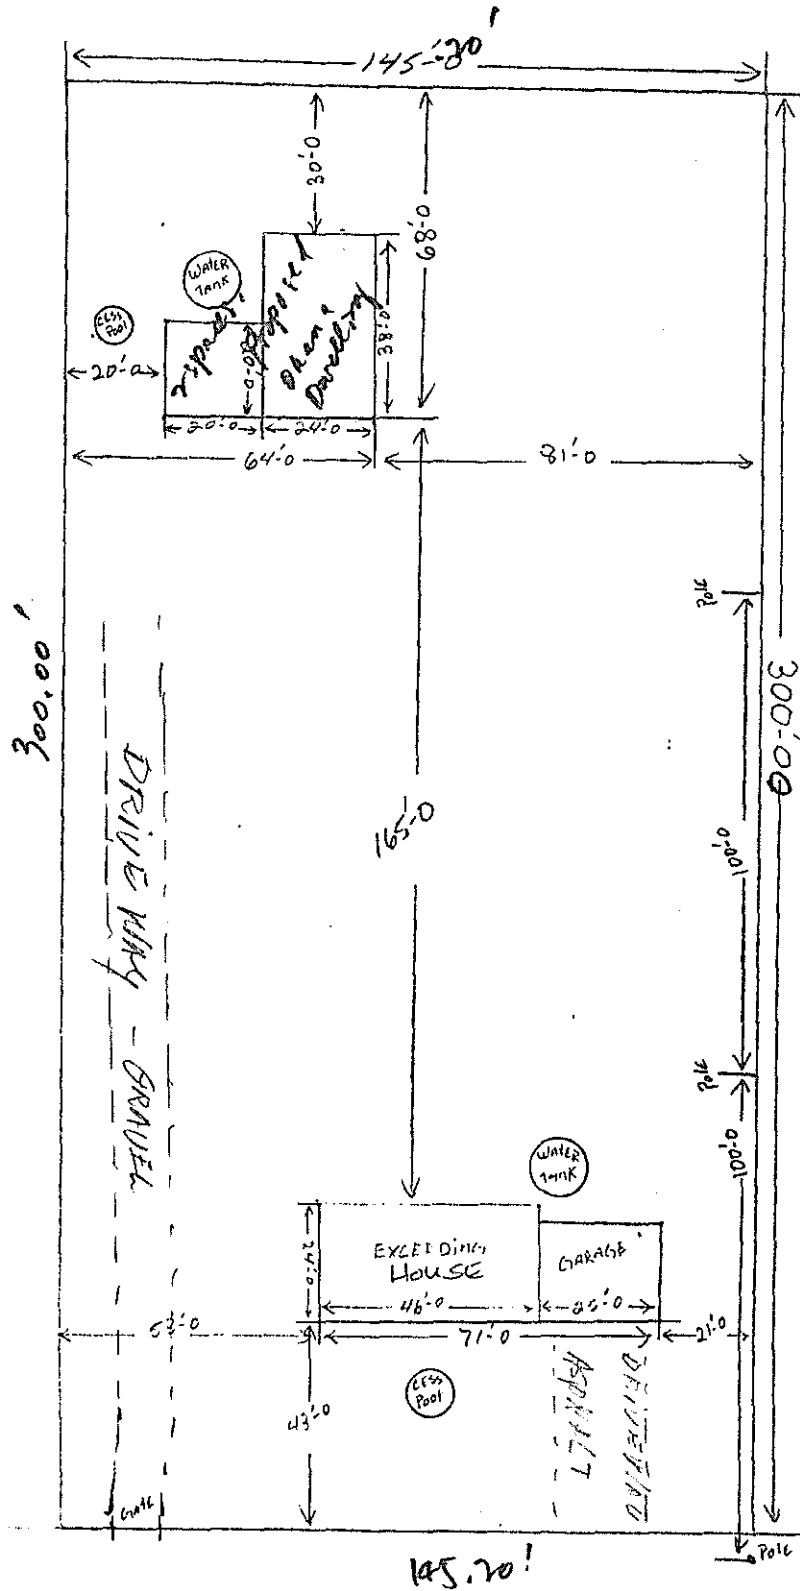 145'-20'
30'-0
68'-0
WATER
TANK
CESS
Pool
proposed
ohana
Dwelling
38'-0
20'-0
20'-0
24'-0
64'-0
81'-0
Pole
300.00'
300'-00
DRIVE WAY - GRAVEL
165'-0
100'-0
Pole
100'-0
WATER
TANK
24'-0
EXCEEDING
HOUSE
GARAGE
46'-0
25'-0
53'-0
71'-0
21'-0
CESS
Pool
ASPHALT
DRIVEWAY
43'-0
GATE
145.20'
Pole